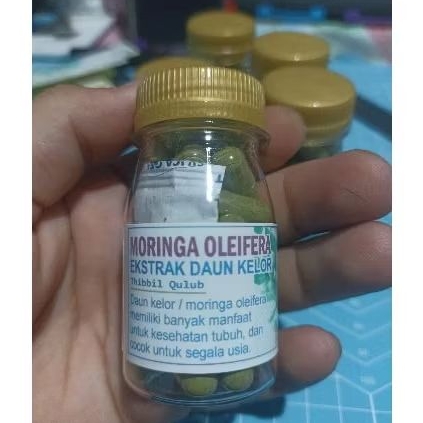 MORINGA OLEIFERA
EKSTRAK DAUN KELOR
Thibbil Qulub
Daun kelor / moringa oleifera
memiliki banyak manfaat
untuk kesehatan tubuh, dan
cocok untuk segala usia.